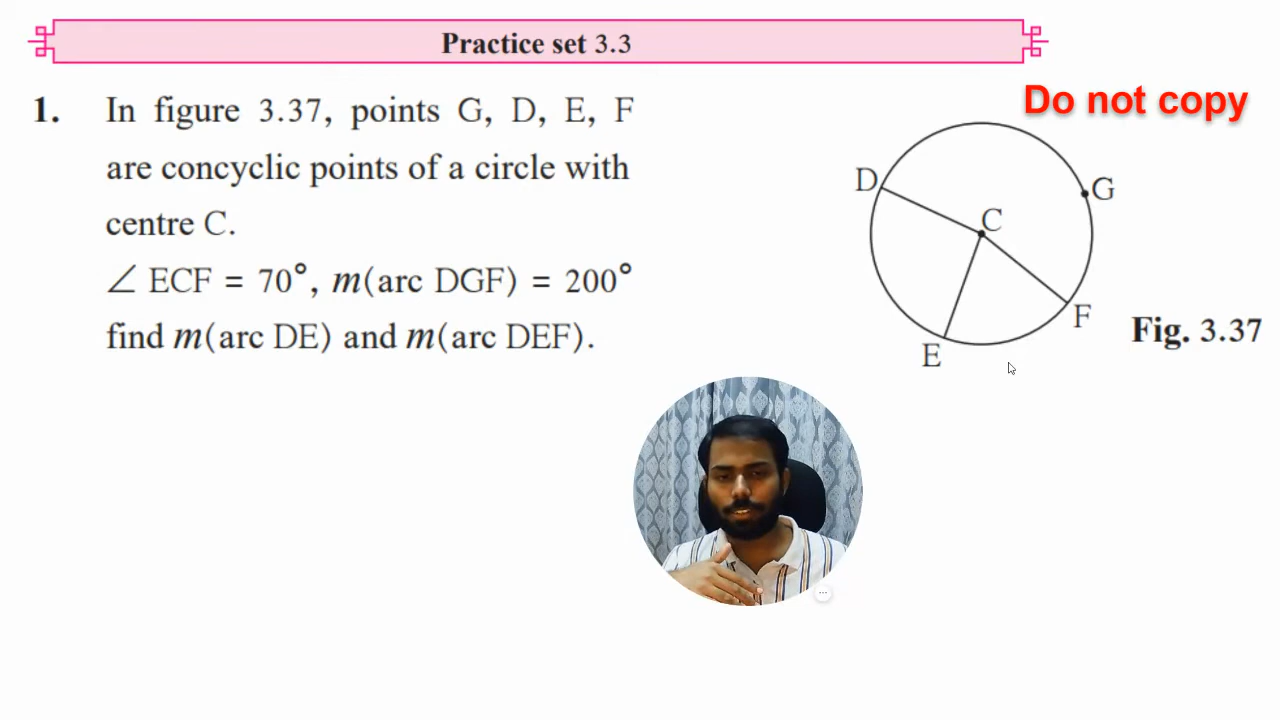 Practice set 3.3
Do not copy
1. In figure 3.37, points G, D, E, F
are concyclic points of a circle with
centre C.
∠ ECF = 70°, m(arc DGF) = 200°
find m(arc DE) and m(arc DEF).
D
G
C
F
E
Fig. 3.37